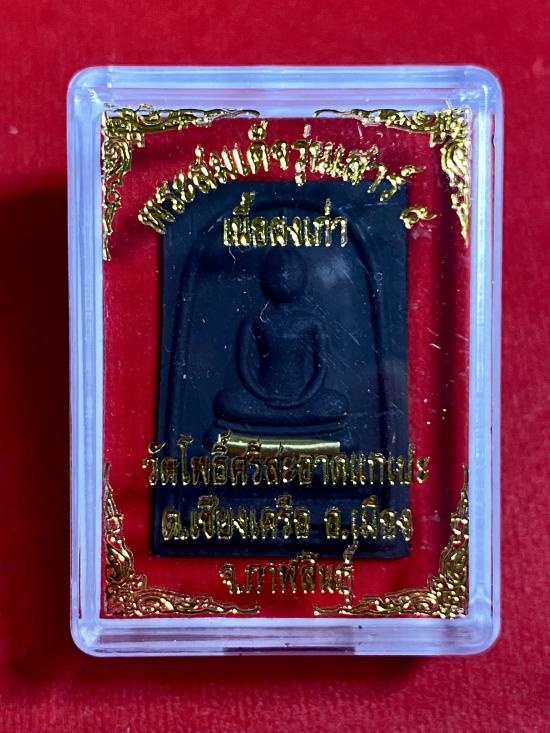 พระสมเด็จรุ่นเสาร์ ๕
เนื้อผงเก่า
วัดโพธิ์ศรีสะอาดแกเปะ
ต.เชียงเครือ อ.เมือง
จ.กาฬสินธุ์